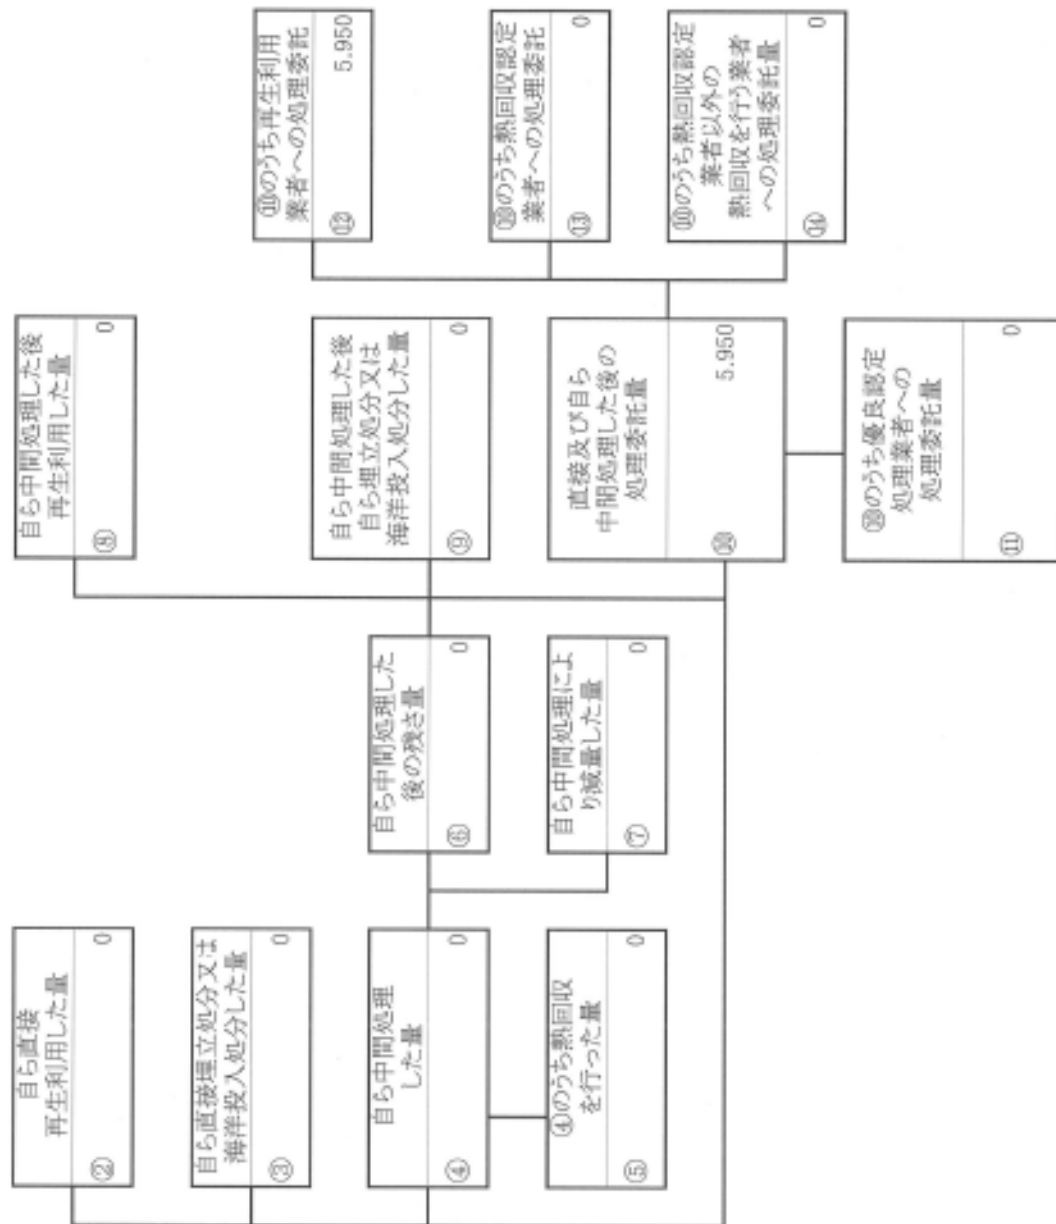 自ら直接
再生利用した量
②
0
自ら直接埋立処分又は
海洋投入処分した量
③
0
自ら中間処理
した量
④
0
④のうち熱回収
を行った量
⑤
0
自ら中間処理した
後の残さ量
⑥
0
自ら中間処理によ
り減量した量
⑦
0
自ら中間処理した後
再生利用した量
⑧
0
自ら中間処理した後
自ら埋立処分又は
海洋投入処分した量
⑨
0
直接及び自ら
中間処理した後の
処理委託量
⑩
5.950
⑩のうち優良認定
処理業者への
処理委託量
⑪
0
⑩のうち再生利用
業者への処理委託
⑫
5.950
⑩のうち熱回収認定
業者への処理委託
⑬
0
⑩のうち熱回収認定
業者以外の
熱回収を行う業者
への処理委託量
⑭
0